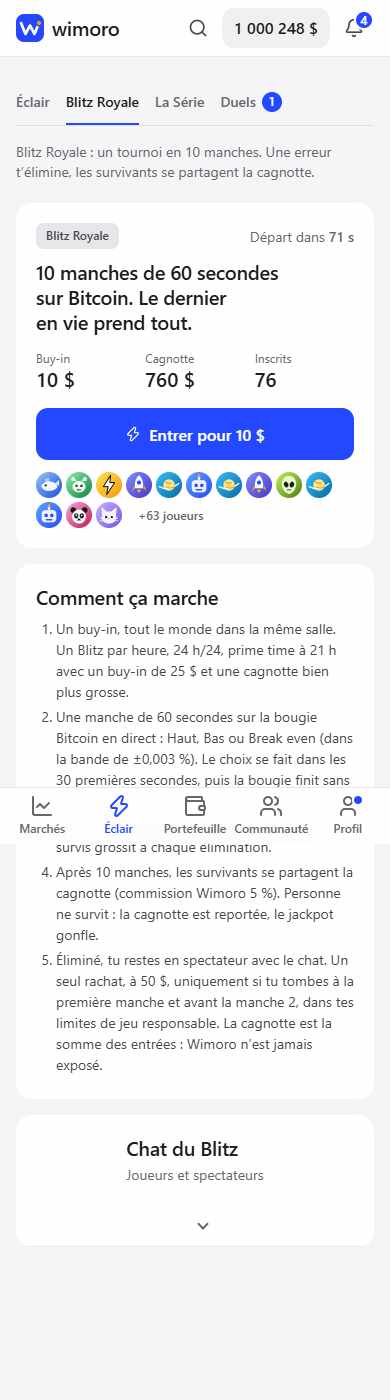 wimoro
1 000 248 $
4
Éclair
Blitz Royale
La Série
Duels 1
Blitz Royale : un tournoi en 10 manches. Une erreur
t'élimine, les survivants se partagent la cagnotte.
Blitz Royale
Départ dans 71 s
10 manches de 60 secondes
sur Bitcoin. Le dernier
en vie prend tout.
Buy-in
Cagnotte
Inscrits
10 $
760 $
76
Entrer pour 10 $
+63 joueurs
Comment ça marche
1. Un buy-in, tout le monde dans la même salle.
Un Blitz par heure, 24 h/24, prime time à 21 h
avec un buy-in de 25 $ et une cagnotte bien
plus grosse.
2. Une manche de 60 secondes sur la bougie
Bitcoin en direct : Haut, Bas ou Break even (dans
la bande de ±0,003 %). Le choix se fait dans les
30 premières secondes, puis la bougie finit sans
Marchés
Éclair
Portefeuille
Communauté
Profil
survis grossit à chaque élimination.
4. Après 10 manches, les survivants se partagent la
cagnotte (commission Wimoro 5 %). Personne
ne survit : la cagnotte est reportée, le jackpot
gonfle.
5. Éliminé, tu restes en spectateur avec le chat. Un
seul rachat, à 50 $, uniquement si tu tombes à la
première manche et avant la manche 2, dans tes
limites de jeu responsable. La cagnotte est la
somme des entrées : Wimoro n'est jamais
exposé.
Chat du Blitz
Joueurs et spectateurs